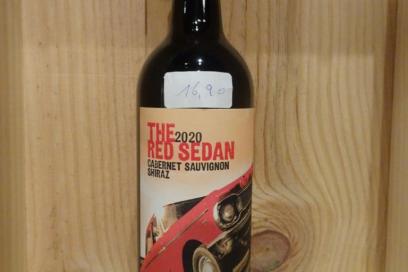 16,90
THE 2020
RED SEDAN
CABERNET SAUVIGNON
SHIRAZ